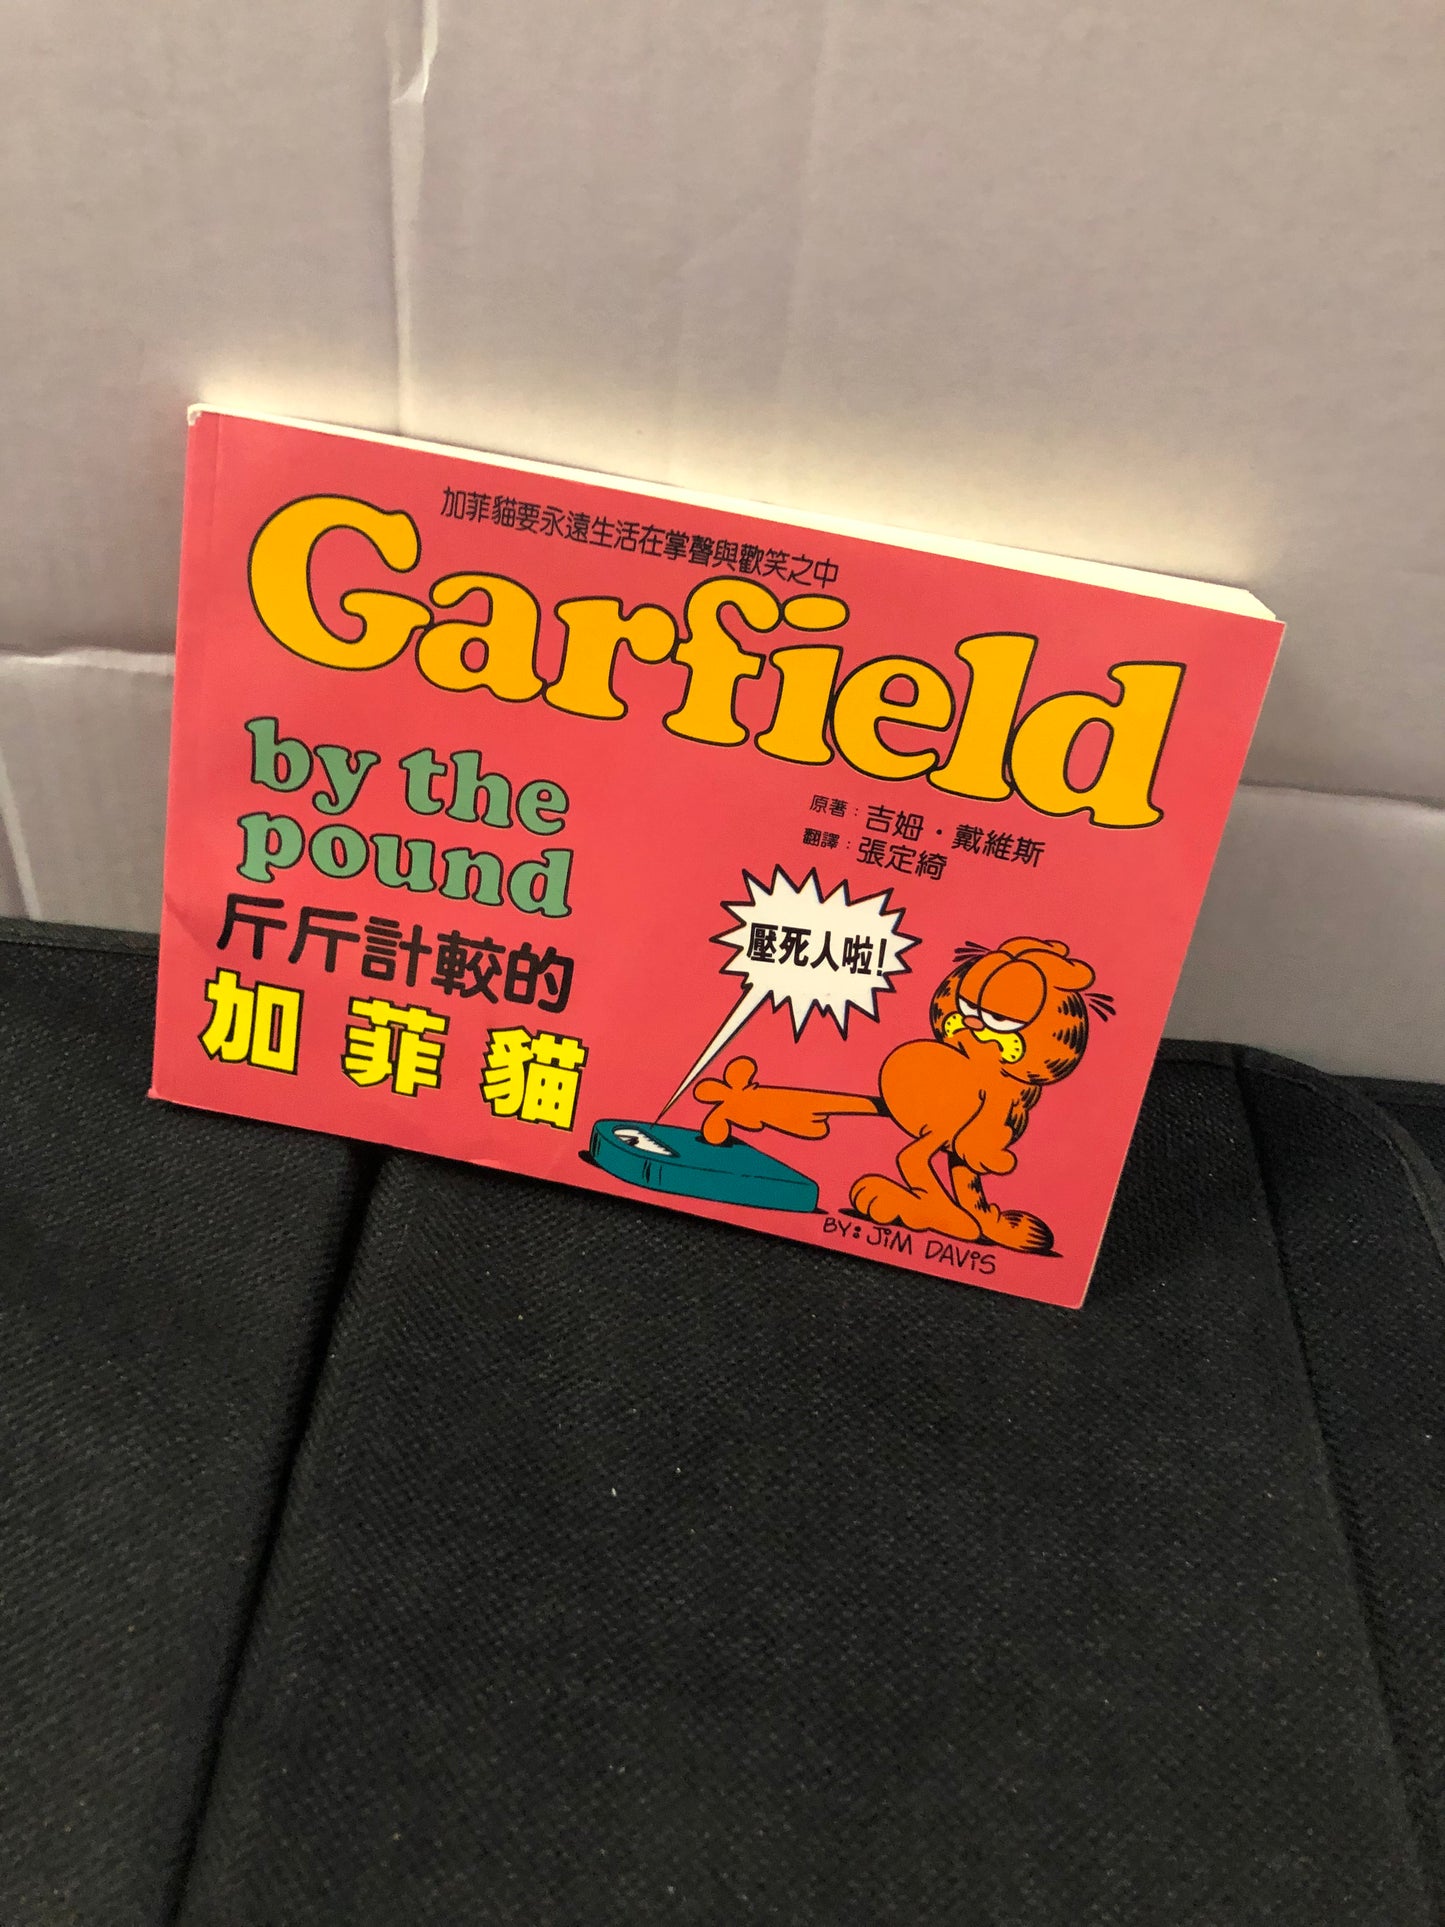 加菲貓要永遠生活在掌聲與歡笑之中
Garfield
by the
pound
斤斤計較的
加菲貓
原著：吉姆・戴維斯
翻譯：張定綺
壓死人啦！
BY: JIM DAVIS